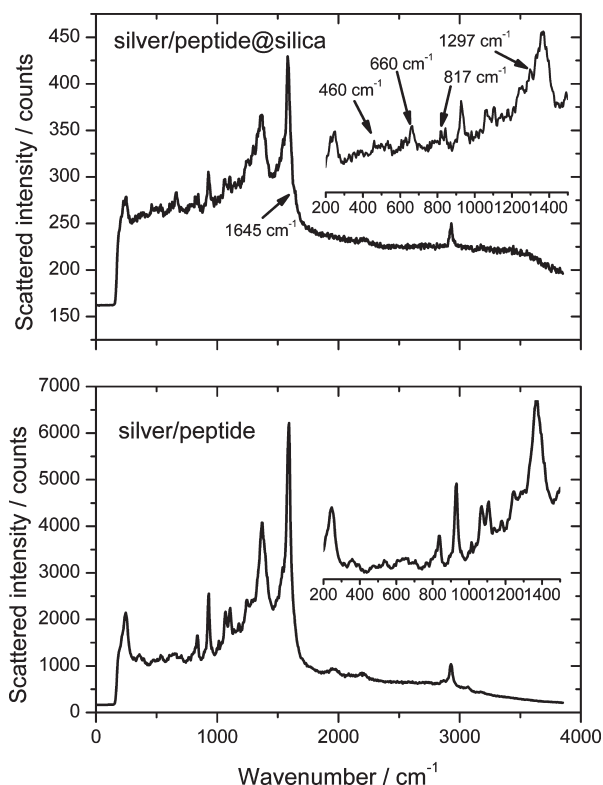 silver/peptide@silica
1297 cm-1
660 cm-1
817 cm-1
460 cm-1
1645 cm-1
450
400
350
300
250
200
150
Scattered intensity / counts
200 400 600 800 1000 1200 1400
silver/peptide
7000
6000
5000
4000
3000
2000
1000
0
Scattered intensity / counts
200 400 600 800 1000 1200 1400
0 1000 2000 3000 4000
Wavenumber / cm-1